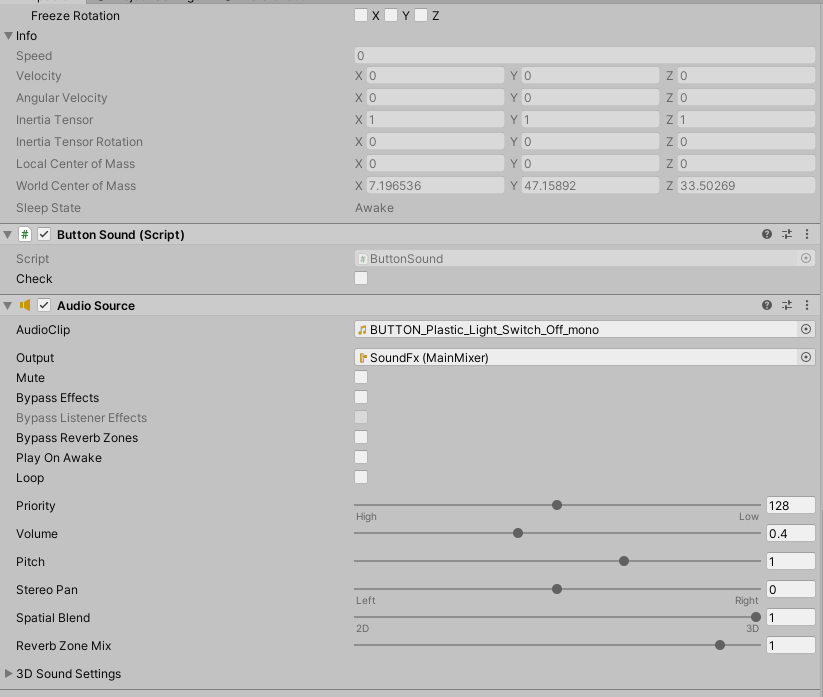 Freeze Rotation X Y Z
Info
Speed 0
Velocity X 0 Y 0 Z 0
Angular Velocity X 0 Y 0 Z 0
Inertia Tensor X 1 Y 1 Z 1
Inertia Tensor Rotation X 0 Y 0 Z 0
Local Center of Mass X 0 Y 0 Z 0
World Center of Mass X 7.196536 Y 47.15892 Z 33.50269
Sleep State Awake
# Button Sound (Script)
Script # ButtonSound
Check
Audio Source
AudioClip BUTTON_Plastic_Light_Switch_Off_mono
Output SoundFx (MainMixer)
Mute
Bypass Effects
Bypass Listener Effects
Bypass Reverb Zones
Play On Awake
Loop
Priority 128
High Low
Volume 0.4
Pitch 1
Stereo Pan 0
Left Right
Spatial Blend 1
2D 3D
Reverb Zone Mix 1
3D Sound Settings